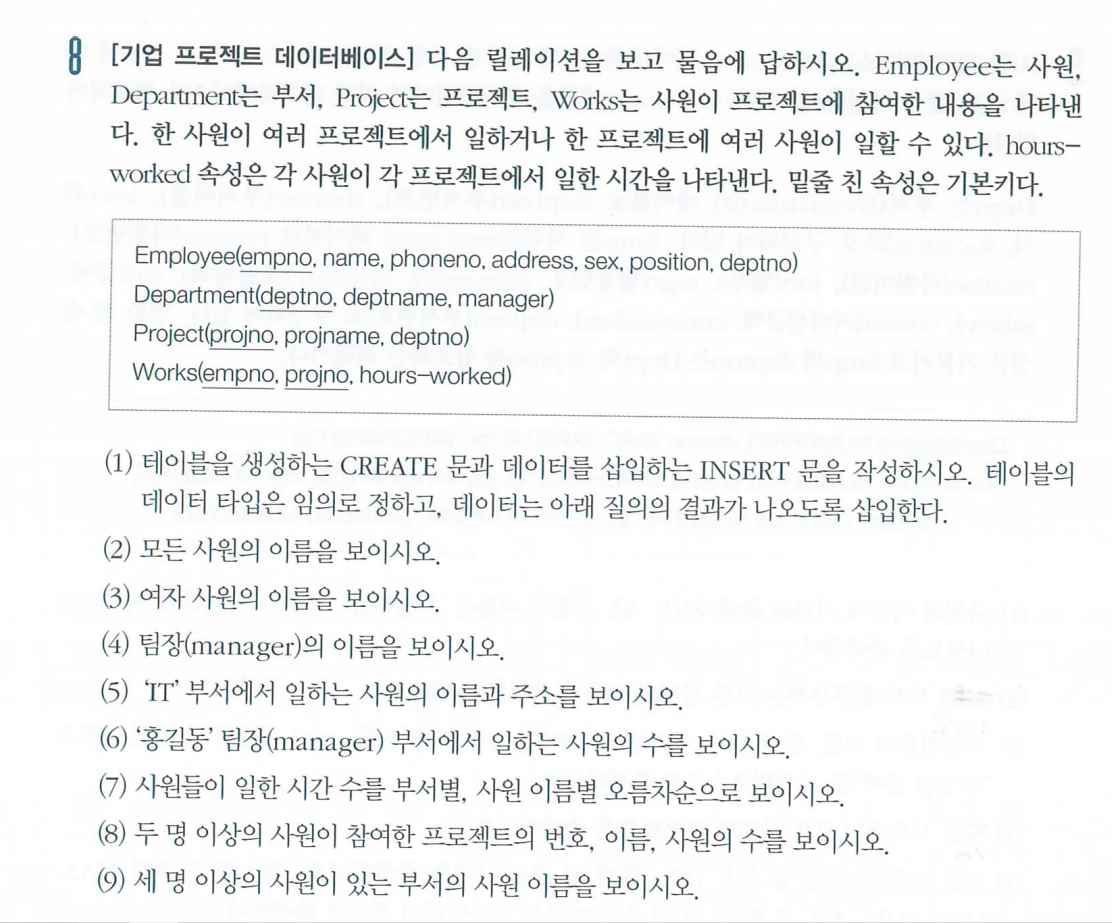 8 [기업 프로젝트 데이터베이스] 다음 릴레이션을 보고 물음에 답하시오. Employee는 사원,
Department는 부서, Project는 프로젝트, Works는 사원이 프로젝트에 참여한 내용을 나타낸
다. 한 사원이 여러 프로젝트에서 일하거나 한 프로젝트에 여러 사원이 일할 수 있다. hours-
worked 속성은 각 사원이 각 프로젝트에서 일한 시간을 나타낸다. 밑줄 친 속성은 기본키다.
Employee(empno, name, phoneno, address, sex, position, deptno)
Department(deptno, deptname, manager)
Project(projno, projname, deptno)
Works(empno, projno, hours-worked)
(1) 테이블을 생성하는 CREATE 문과 데이터를 삽입하는 INSERT 문을 작성하시오. 테이블의
데이터 타입은 임의로 정하고, 데이터는 아래 질의의 결과가 나오도록 삽입한다.
(2) 모든 사원의 이름을 보이시오.
(3) 여자 사원의 이름을 보이시오.
(4) 팀장(manager)의 이름을 보이시오.
(5) 'IT' 부서에서 일하는 사원의 이름과 주소를 보이시오.
(6) '홍길동' 팀장(manager) 부서에서 일하는 사원의 수를 보이시오.
(7) 사원들이 일한 시간 수를 부서별, 사원 이름별 오름차순으로 보이시오.
(8) 두 명 이상의 사원이 참여한 프로젝트의 번호, 이름, 사원의 수를 보이시오.
(9) 세 명 이상의 사원이 있는 부서의 사원 이름을 보이시오.